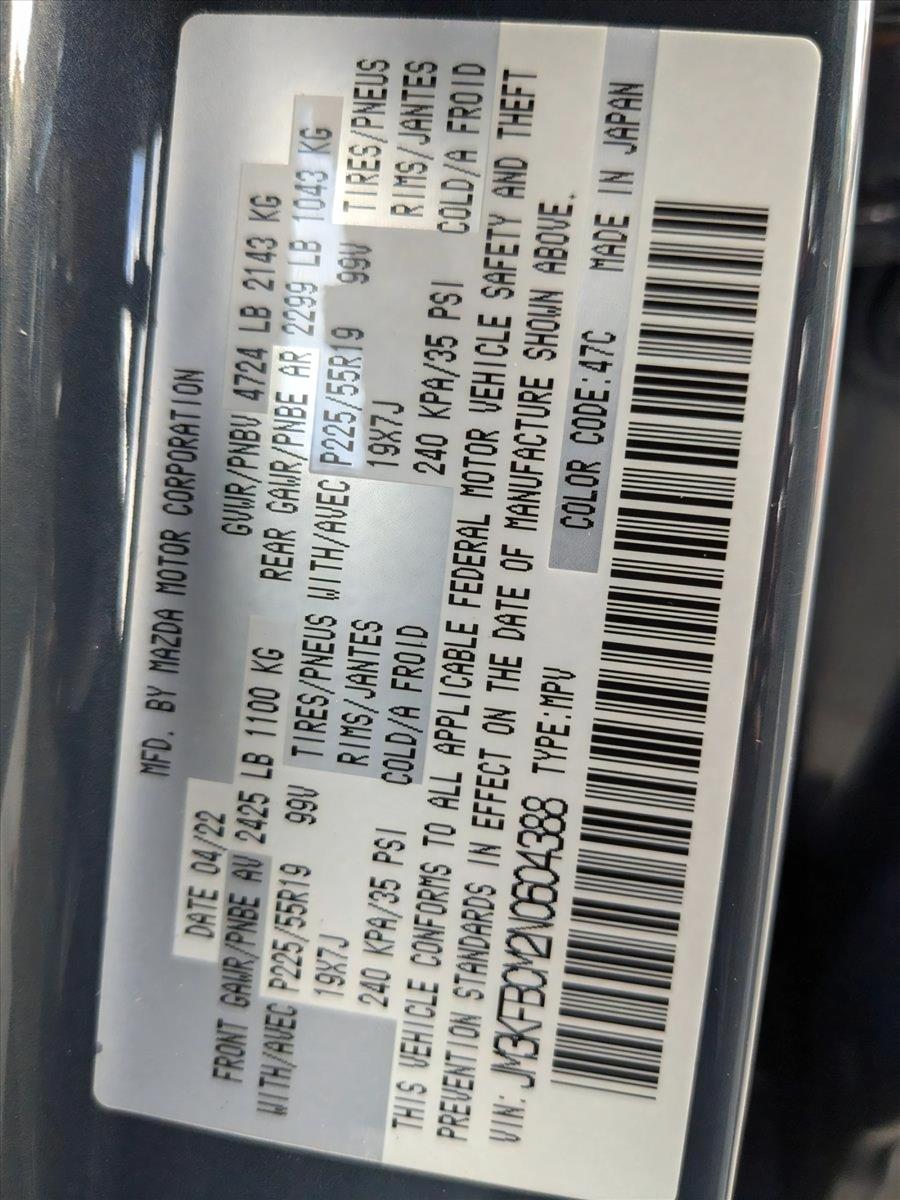 MFD. BY MAZDA MOTOR CORPORATION
DATE 04/22 GVWR/PNBV 4724 LB 2143 KG
FRONT GAWR/PNBE AV 2425 LB 1100 KG REAR GAWR/PNBE AR 2299 LB 1043 KG
WITH/AVEC P225/55R19 99V TIRES/PNEUS WITH/AVEC P225/55R19 99V TIRES/PNEUS
19X7J RIMS/JANTES 19X7J RIMS/JANTES
240 KPA/35 PSI COLD/A FROID 240 KPA/35 PSI COLD/A FROID
THIS VEHICLE CONFORMS TO ALL APPLICABLE FEDERAL MOTOR VEHICLE SAFETY AND THEFT
PREVENTION STANDARDS IN EFFECT ON THE DATE OF MANUFACTURE SHOWN ABOVE.
VIN: JM3KFBCM2N0604388 TYPE:MPV COLOR CODE:47C MADE IN JAPAN